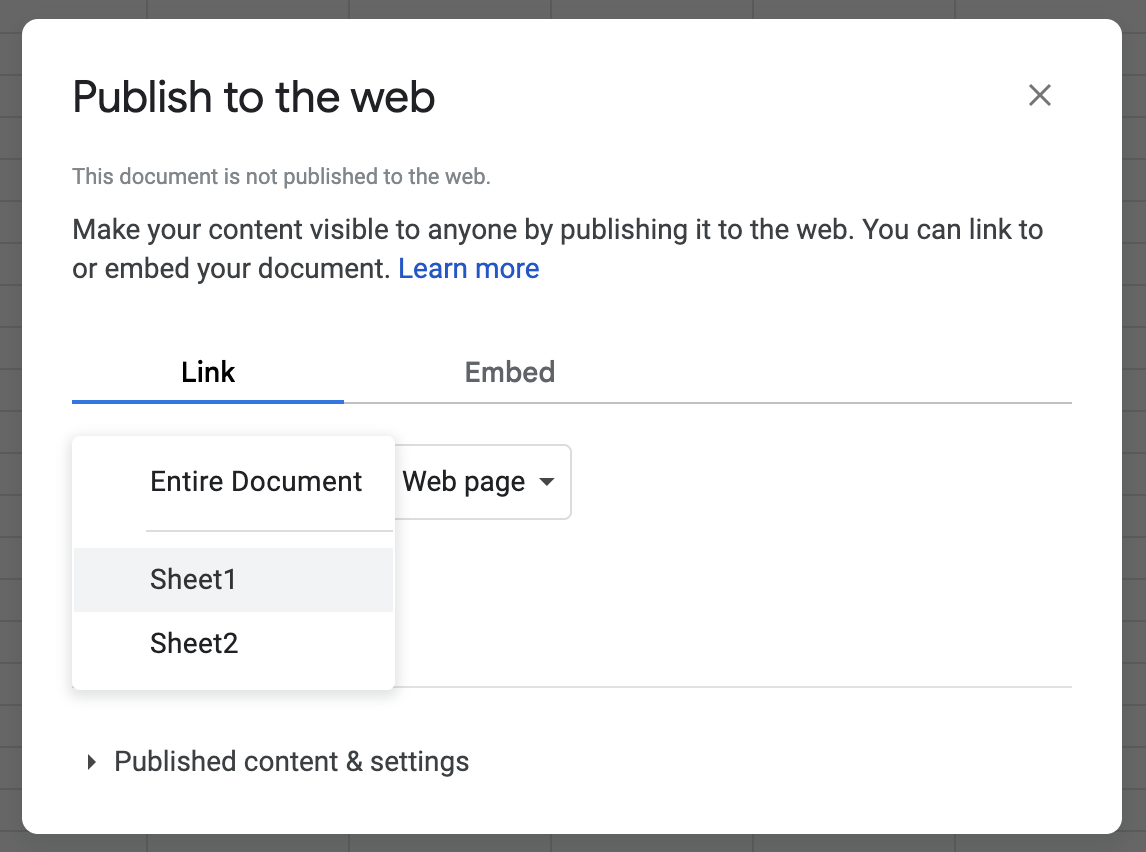 Publish to the web
This document is not published to the web.
Make your content visible to anyone by publishing it to the web. You can link to
or embed your document. Learn more
Link Embed
Entire Document Web page
Sheet1
Sheet2
Published content & settings